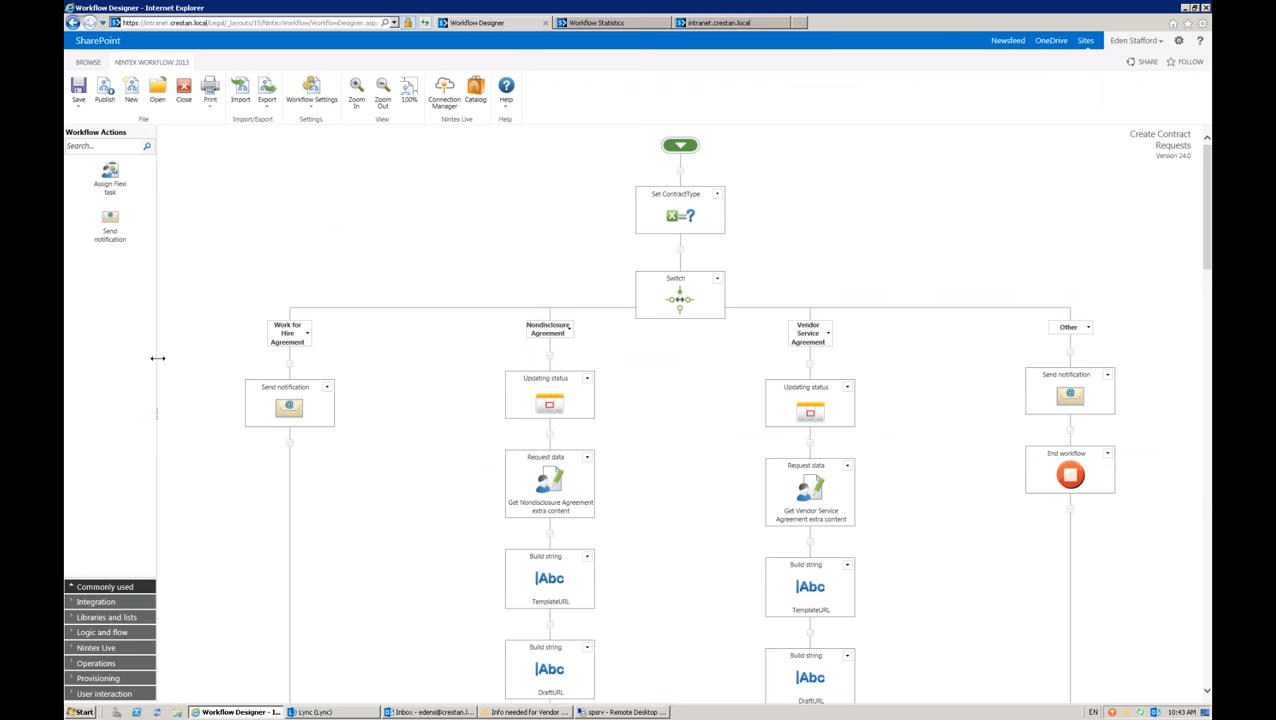 Workflow Designer - Internet Explorer
https://intranet.crestan.local/Legal/_layouts/15/NintexWorkflow/WorkflowDesigner.asp
Workflow Designer
Workflow Statistics
intranet.crestan.local
SharePoint
Newsfeed OneDrive Sites
Eden Stafford
?
BROWSE
NINTEX WORKFLOW 2013
SHARE
FOLLOW
Save
Publish
New
Open
Close
Print
Import
Export
Workflow Settings
Zoom In
Zoom Out
100%
Connection Manager
Catalog
Help
File
Import/Export
Settings
View
Nintex Live
Help
Workflow Actions
Search...
Assign Flexi
task
Send
notification
Create Contract
Requests
Version 24.0
Set ContractType
Switch
Work for
Hire
Agreement
Send notification
Nondisclosure
Agreement
Updating status
Request data
Get Nondisclosure Agreement
extra content
Build string
|Abc
TemplateURL
Build string
|Abc
DraftURL
Vendor
Service
Agreement
Updating status
Request data
Get Vendor Service
Agreement extra content
Build string
|Abc
TemplateURL
Build string
|Abc
DraftURL
Other
Send notification
End workflow
Commonly used
Integration
Libraries and lists
Logic and flow
Nintex Live
Operations
Provisioning
User interaction
Start
Workflow Designer - I...
Lync (Lync)
Inbox - edens@crestan.l...
Info needed for Vendor ...
spsrv - Remote Desktop ...
EN
10:43 AM